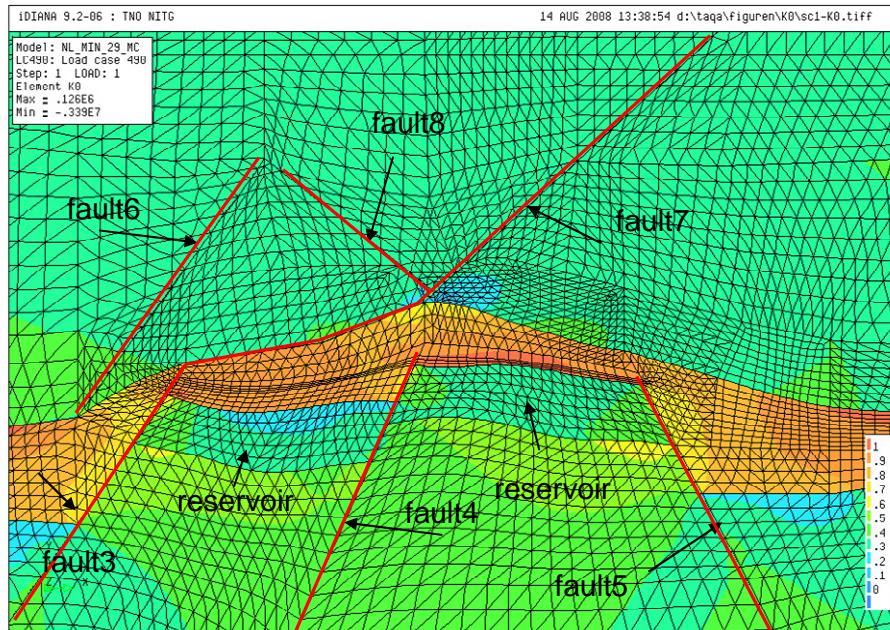 iDIANA 9.2-06 : TNO NITG 14 AUG 2008 13:38:54 d:\taqa\figuren\K0\sc1-K0.tiff
Model: NL_MIN_29_MC
LC490: Load case 490
Step: 1 LOAD: 1
Element K0
Max = .126E6
Min = -.339E7
fault8
fault6
fault7
reservoir
reservoir
fault4
fault3
fault5
1
.9
.8
.7
.6
.5
.4
.3
.2
.1
0